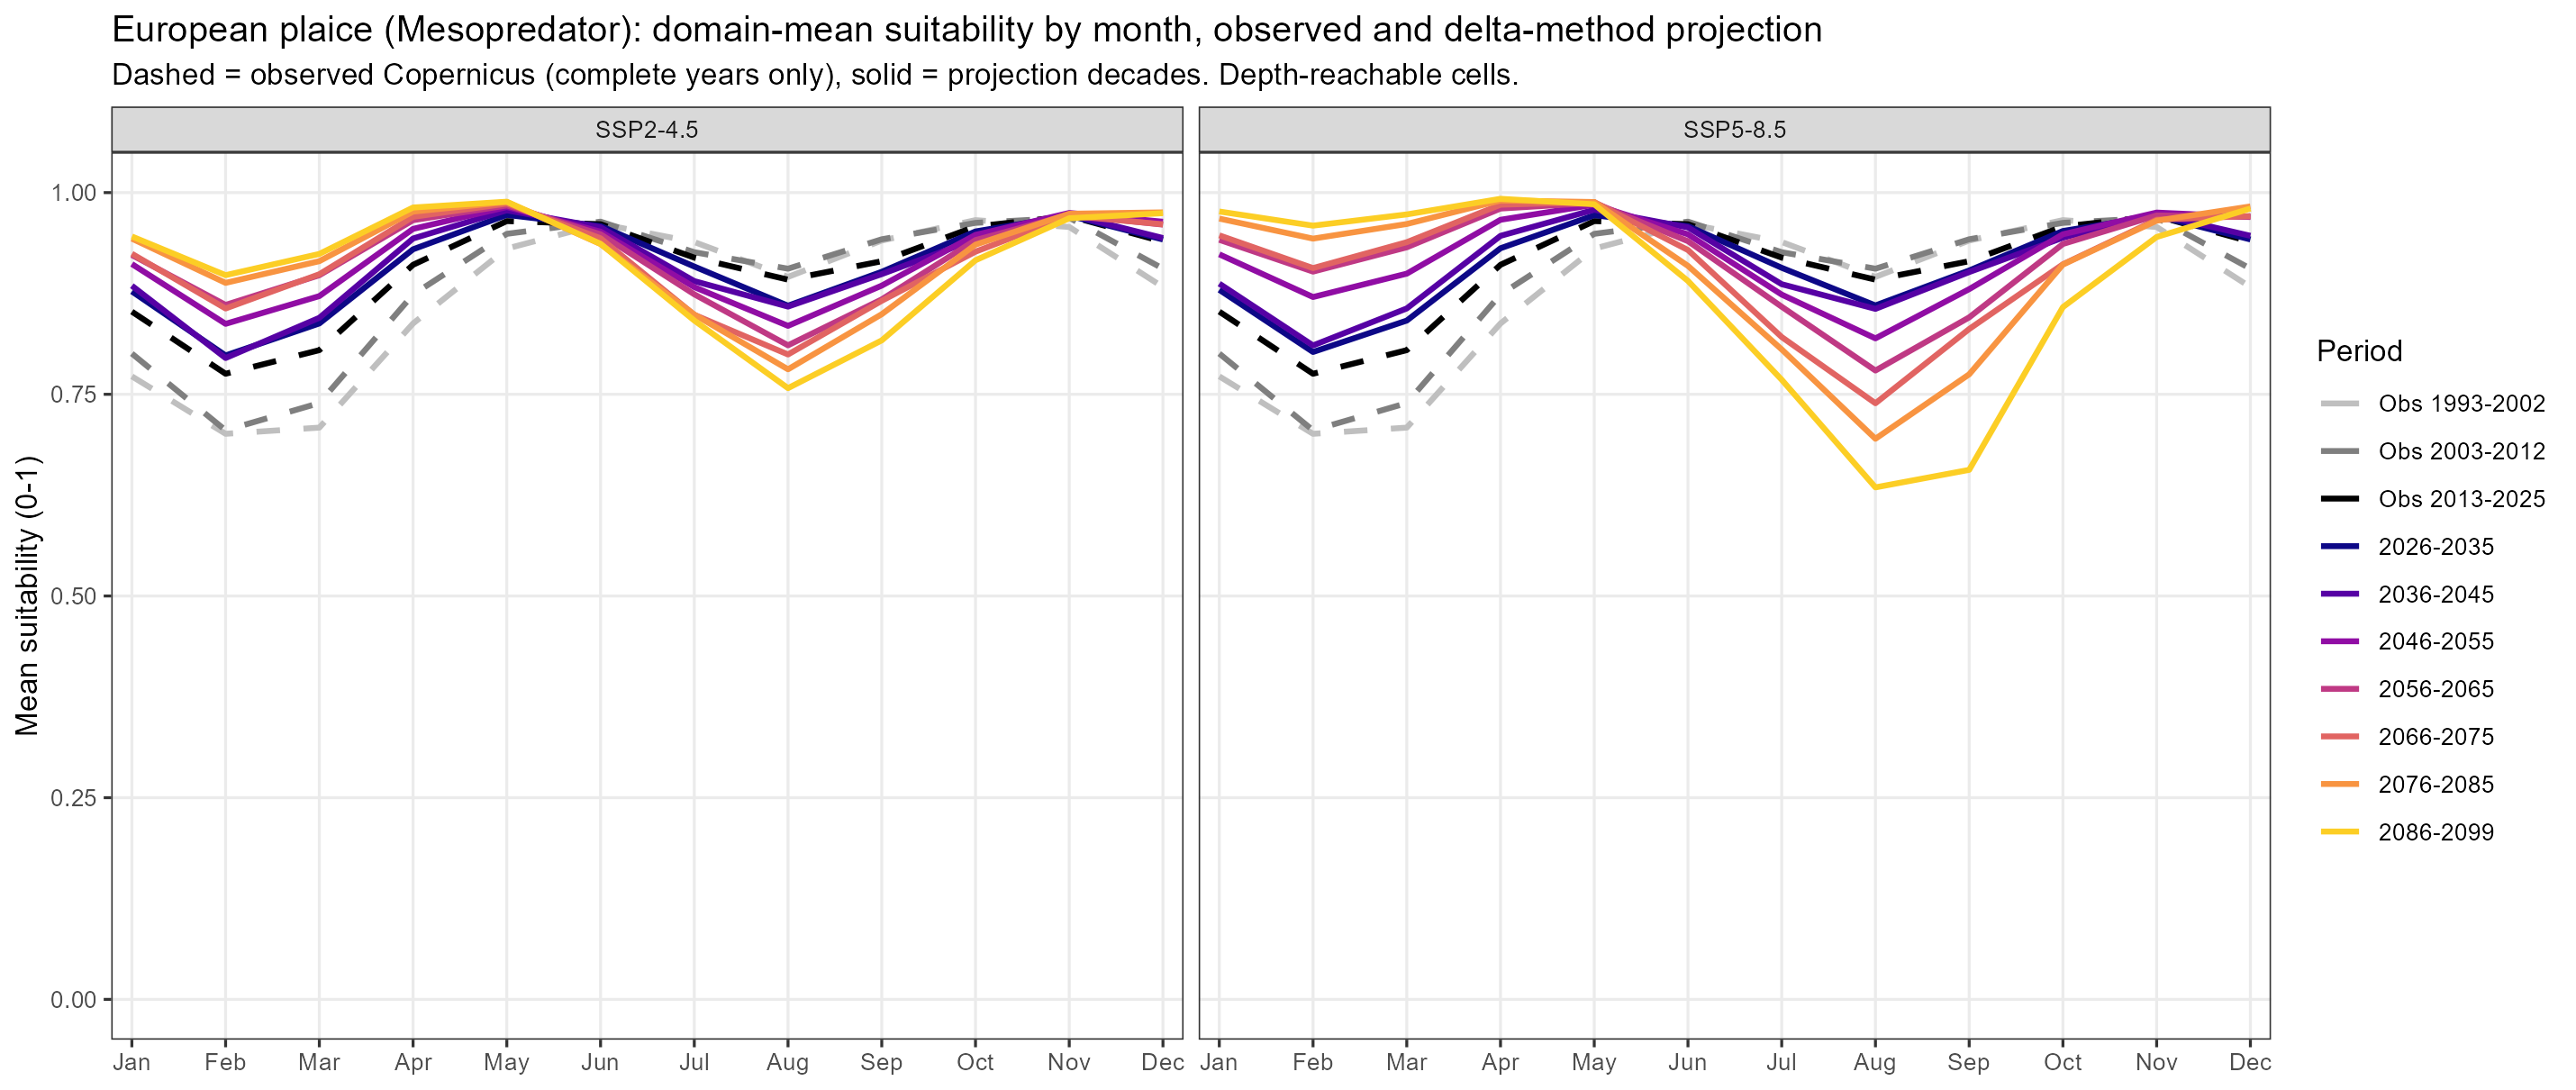 European plaice (Mesopredator): domain-mean suitability by month, observed and delta-method projection
Dashed = observed Copernicus (complete years only), solid = projection decades. Depth-reachable cells.
SSP2-4.5
SSP5-8.5
Mean suitability (0-1)
1.00
0.75
0.50
0.25
0.00
Jan Feb Mar Apr May Jun Jul Aug Sep Oct Nov Dec
Jan Feb Mar Apr May Jun Jul Aug Sep Oct Nov Dec
Period
Obs 1993-2002
Obs 2003-2012
Obs 2013-2025
2026-2035
2036-2045
2046-2055
2056-2065
2066-2075
2076-2085
2086-2099